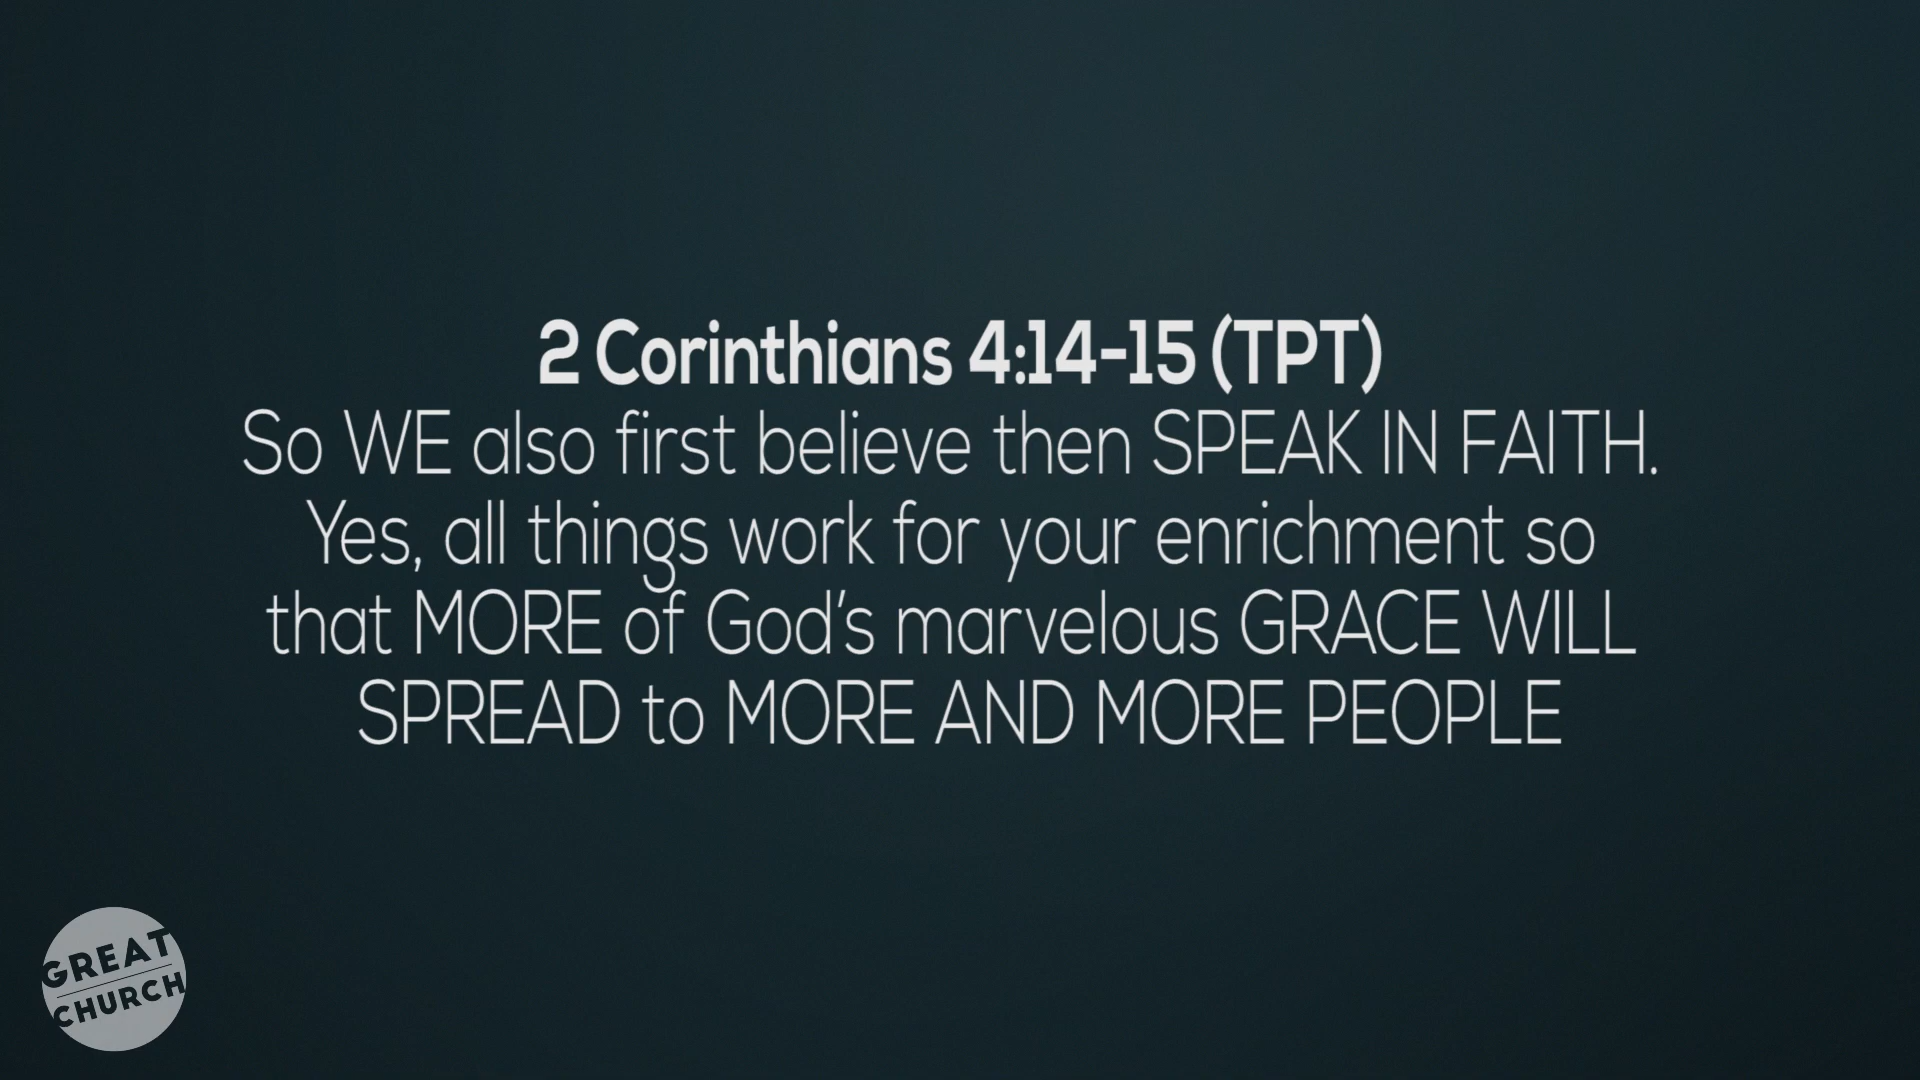 2 Corinthians 4:14-15 (TPT)
So WE also first believe then SPEAK IN FAITH.
Yes, all things work for your enrichment so
that MORE of God's marvelous GRACE WILL
SPREAD to MORE AND MORE PEOPLE
GREAT
CHURCH